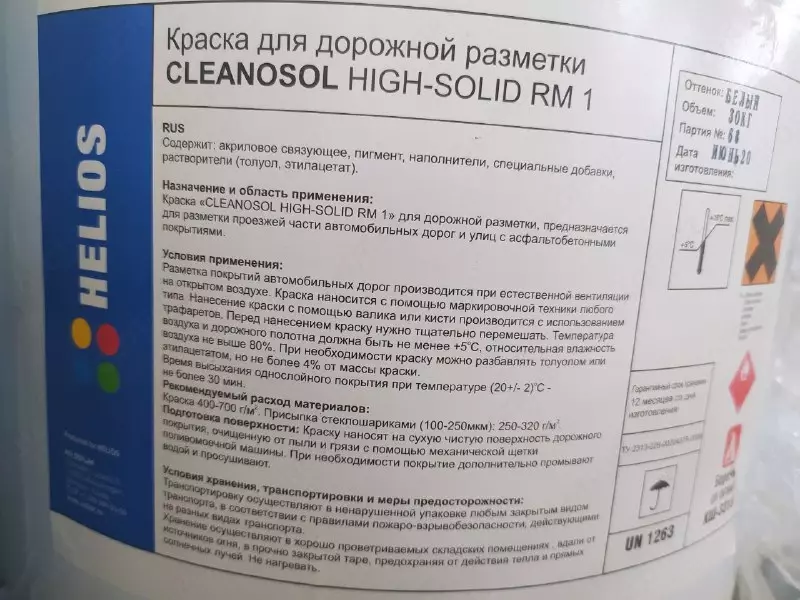 HELIOS
Краска для дорожной разметки
CLEANOSOL HIGH-SOLID RM 1
Оттенок: БЕЛЫЙ
Объем: 30КГ
Партия №: 68
Дата ИЮНЬ20
изготовления:
RUS
Содержит: акриловое связующее, пигмент, наполнители, специальные добавки,
растворители (толуол, этилацетат).
Назначение и область применения:
Краска «CLEANOSOL HIGH-SOLID RM 1» для дорожной разметки, предназначается
для разметки проезжей части автомобильных дорог и улиц с асфальтобетонными
покрытиями.
+5°C
Условия применения:
Разметка покрытий автомобильных дорог производится при естественной вентиляции
на открытом воздухе. Краска наносится с помощью маркировочной техники любого
типа. Нанесение краски с помощью валика или кисти производится с использованием
трафаретов. Перед нанесением краску нужно тщательно перемешать. Температура
воздуха и дорожного полотна должна быть не менее +5°C, относительная влажность
воздуха не выше 80%. При необходимости краску можно разбавлять толуолом или
этилацетатом, но не более 4% от массы краски.
Время высыхания однослойного покрытия при температуре (20+/- 2)°C -
не более 30 мин.
Рекомендуемый расход материалов:
Краска 400-700 г/м². Присыпка стеклошариками (100-250мкм): 250-320 г/м²
Подготовка поверхности: Краску наносят на сухую чистую поверхность дорожного
покрытия, очищенную от пыли и грязи с помощью механической щетки
поливомоечной машины. При необходимости покрытие дополнительно промывают
водой и просушивают.
Условия хранения, транспортировки и меры предосторожности:
Транспортировку осуществляют в ненарушенной упаковке любым закрытым видом
транспорта, в соответствии с правилами пожаро-взрывобезопасности, действующими
на разных видах транспорта.
Хранение осуществляют в хорошо проветриваемых складских помещениях, вдали от
источников огня, в прочно закрытой таре, предохраняя от действия тепла и прямых
солнечных лучей. Не нагревать.
Гарантийный срок хранения
12 месяцев со дня
изготовления
UN 1263
Produced by HELIOS